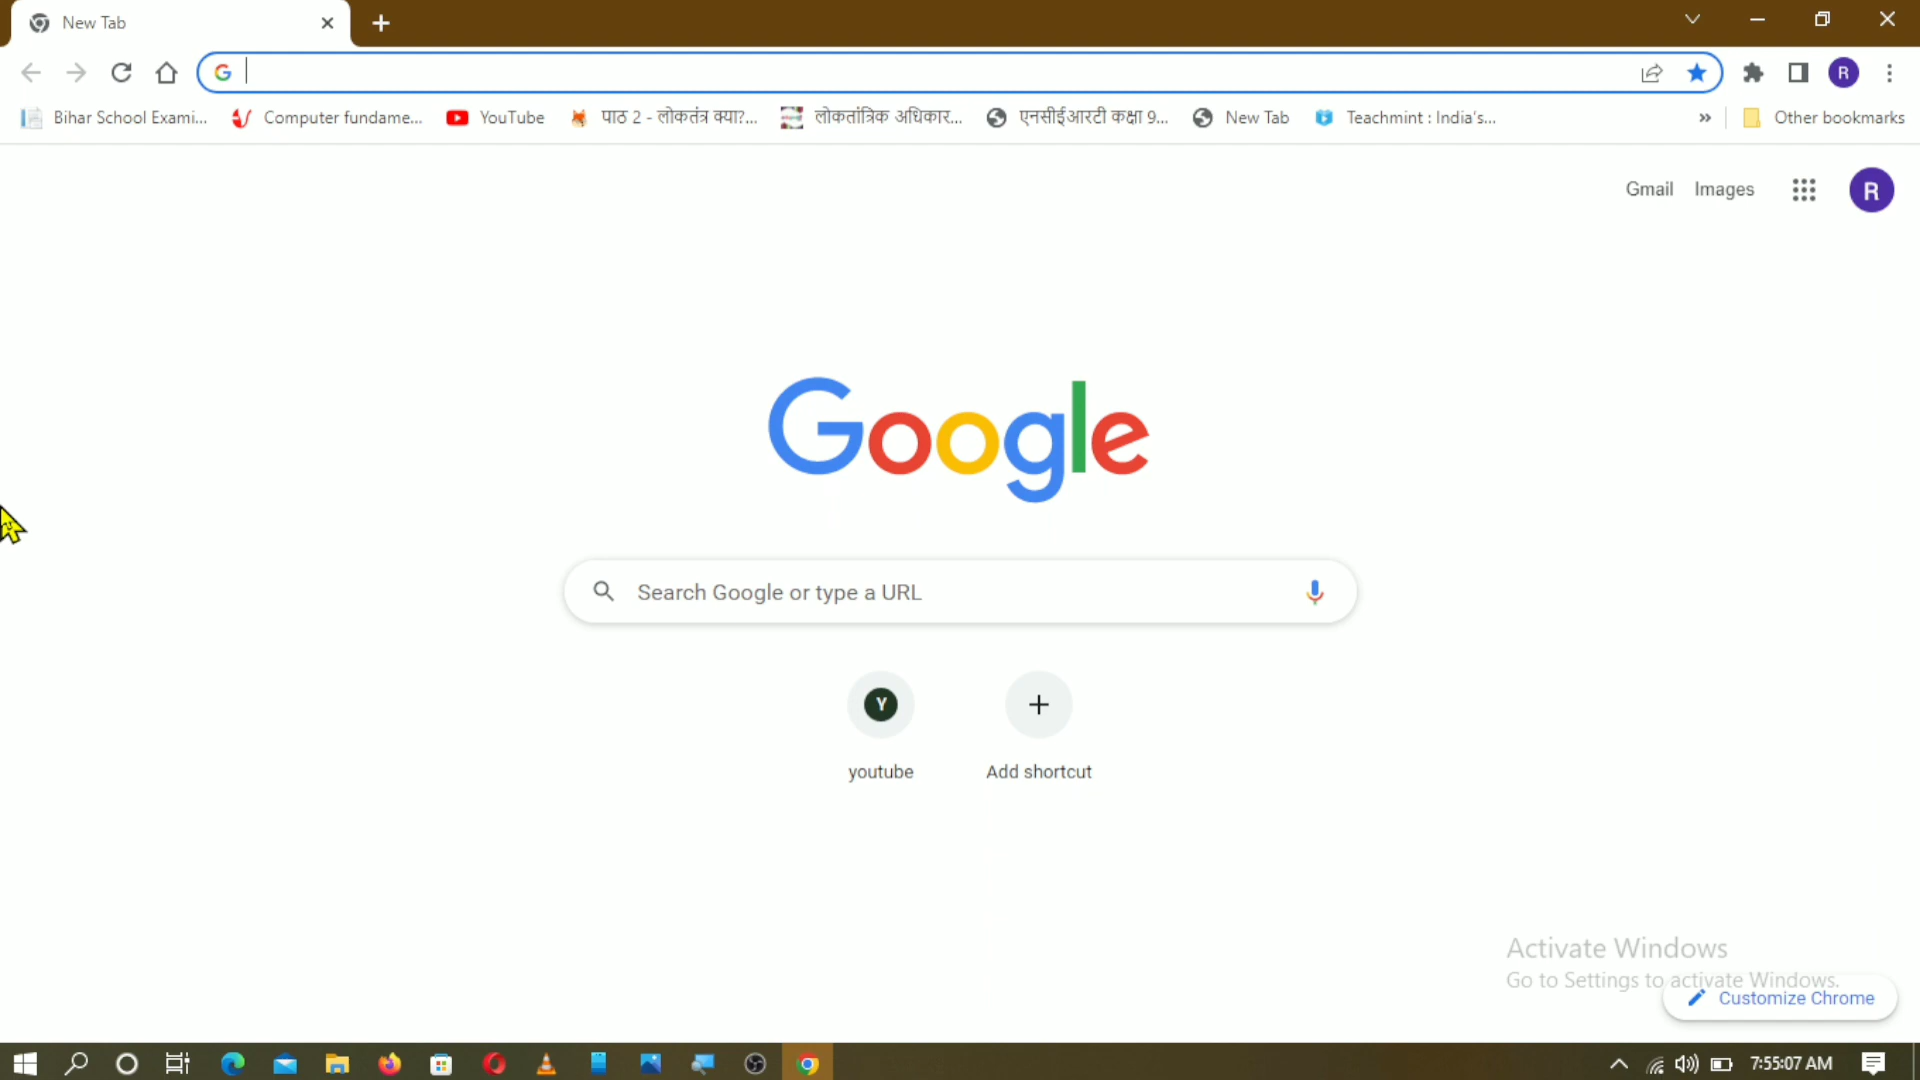 New Tab
G
R
Bihar School Exami...
Computer fundame...
YouTube
पाठ 2 - लोकतंत्र क्या?...
लोकतांत्रिक अधिकार...
एनसीईआरटी कक्षा 9...
New Tab
Teachmint : India's...
»
Other bookmarks
Gmail
Images
R
Google
Search Google or type a URL
Y
youtube
Add shortcut
Activate Windows
Go to Settings to activate Windows.
Customize Chrome
7:55:07 AM